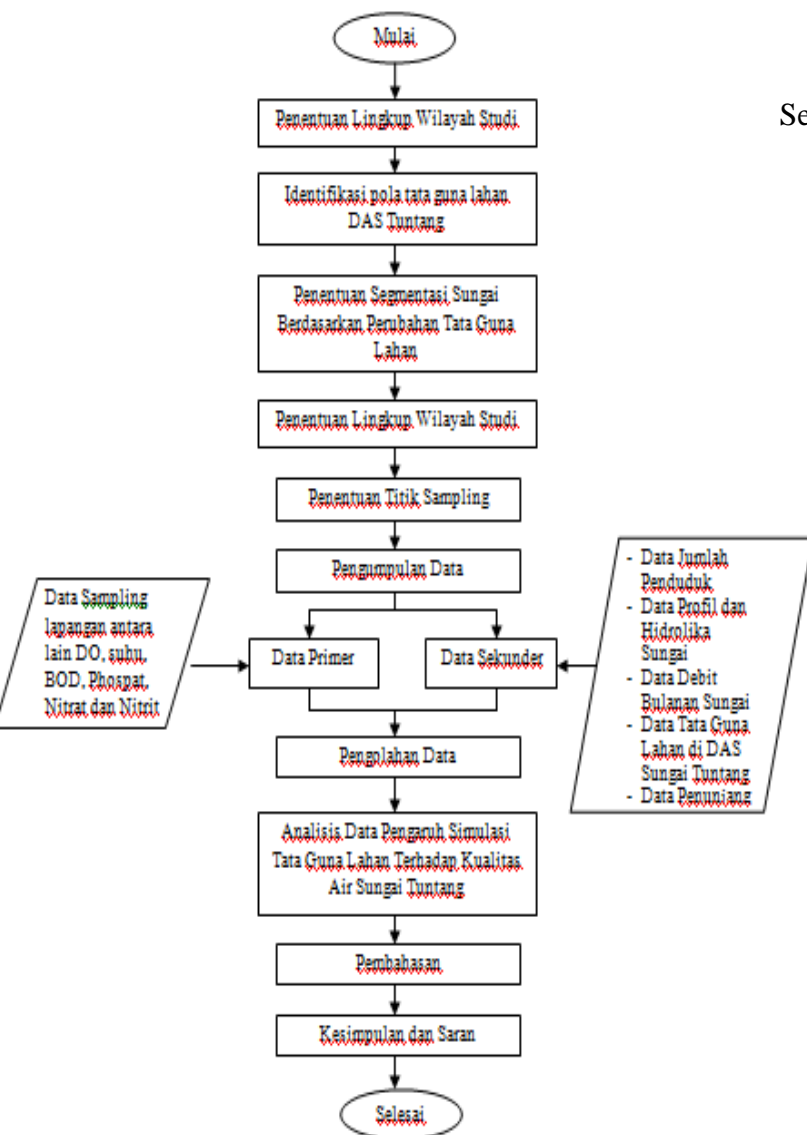 Mulai
Se
Penentuan Lingkup Wilayah Studi
Identifikasi pola tata guna lahan
DAS Tuntang
Penentuan Segmentasi Sungai
Berdasarkan Perubahan Tata Guna
Lahan
Penentuan Lingkup Wilayah Studi
Penentuan Titik Sampling
Pengumpulan Data
Data Sampling
lapangan antara
lain DO, suhu,
BOD, Phospat,
Nitrat dan Nitrit
Data Primer
Data Sekunder
- Data Jumlah
Penduduk
- Data Profil dan
Hidrolika
Sungai
- Data Debit
Bulanan Sungai
- Data Tata Guna
Lahan di DAS
Sungai Tuntang
- Data Penunjang
Pengolahan Data
Analisis Data Pengaruh Simulasi
Tata Guna Lahan Terhadap Kualitas
Air Sungai Tuntang
Pembahasan
Kesimpulan dan Saran
Selesai